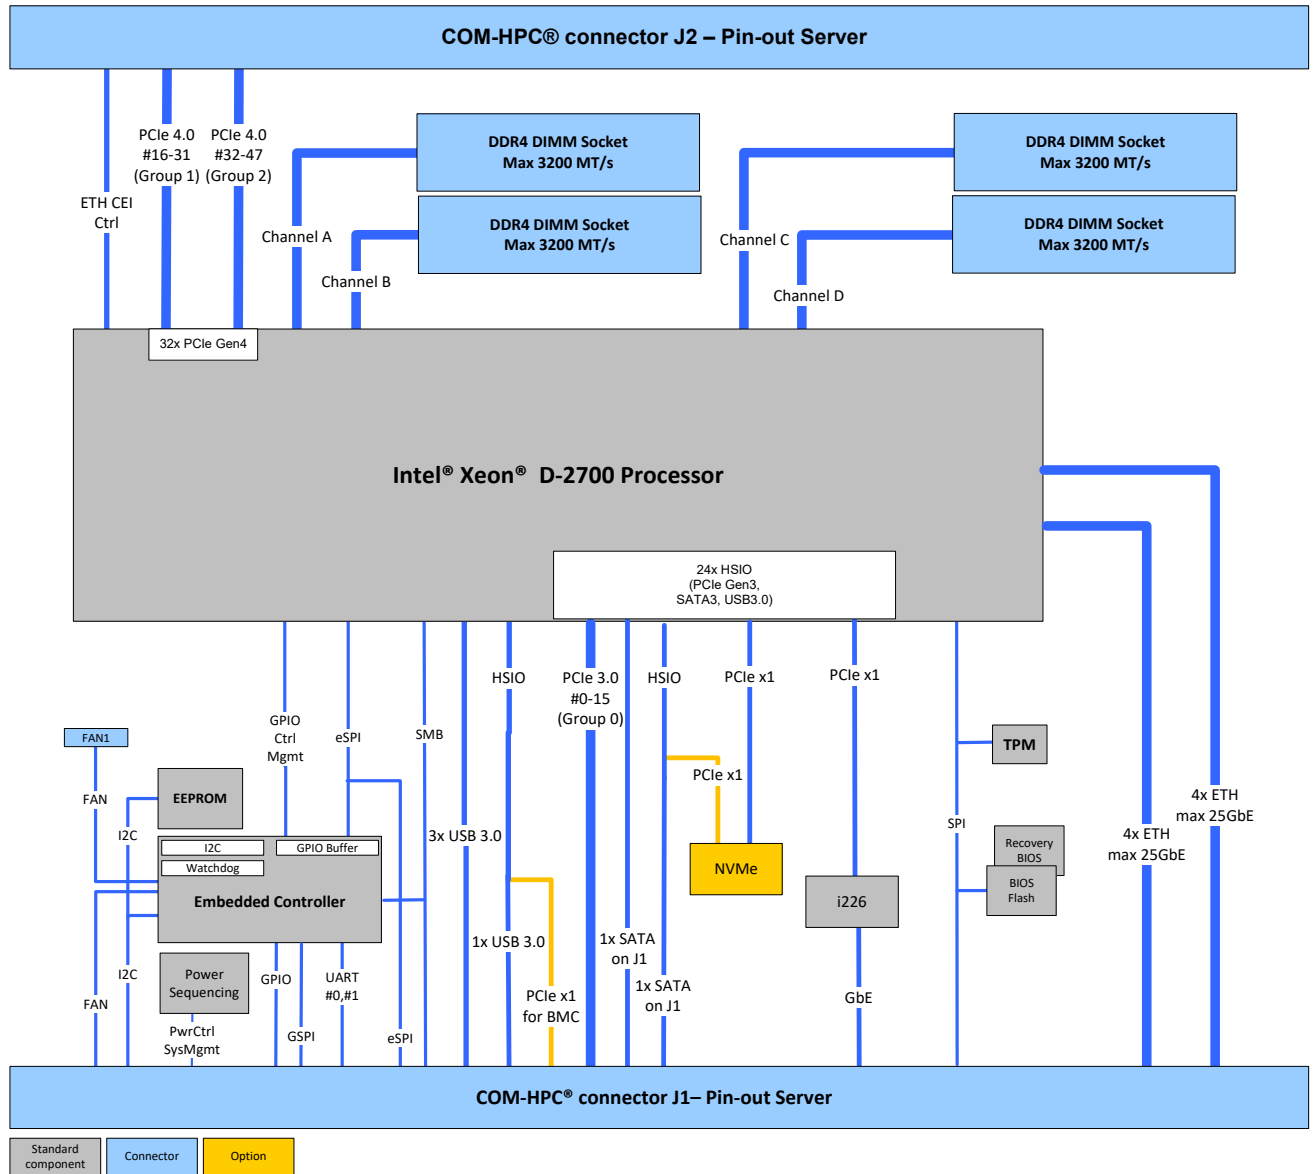 COM-HPC® connector J2 – Pin-out Server
PCIe 4.0
#16-31
(Group 1)
PCIe 4.0
#32-47
(Group 2)
ETH CEI
Ctrl
DDR4 DIMM Socket
Max 3200 MT/s
DDR4 DIMM Socket
Max 3200 MT/s
Channel A
Channel B
DDR4 DIMM Socket
Max 3200 MT/s
DDR4 DIMM Socket
Max 3200 MT/s
Channel C
Channel D
32x PCIe Gen4
Intel® Xeon® D-2700 Processor
24x HSIO
(PCIe Gen3,
SATA3, USB3.0)
HSIO
PCIe 3.0
#0-15
(Group 0)
HSIO
PCIe x1
PCIe x1
GPIO
Ctrl
Mgmt
eSPI
SMB
FAN1
TPM
PCIe x1
EEPROM
FAN
I2C
3x USB 3.0
SPI
4x ETH
max 25GbE
4x ETH
max 25GbE
I2C
GPIO Buffer
Watchdog
Embedded Controller
NVMe
Recovery
BIOS
BIOS
Flash
i226
1x USB 3.0
1x SATA
on J1
1x SATA
on J1
I2C
FAN
Power
Sequencing
GPIO
UART
#0,#1
PCIe x1
for BMC
GbE
PwrCtrl
SysMgmt
GSPI
eSPI
COM-HPC® connector J1– Pin-out Server
Standard
component
Connector
Option